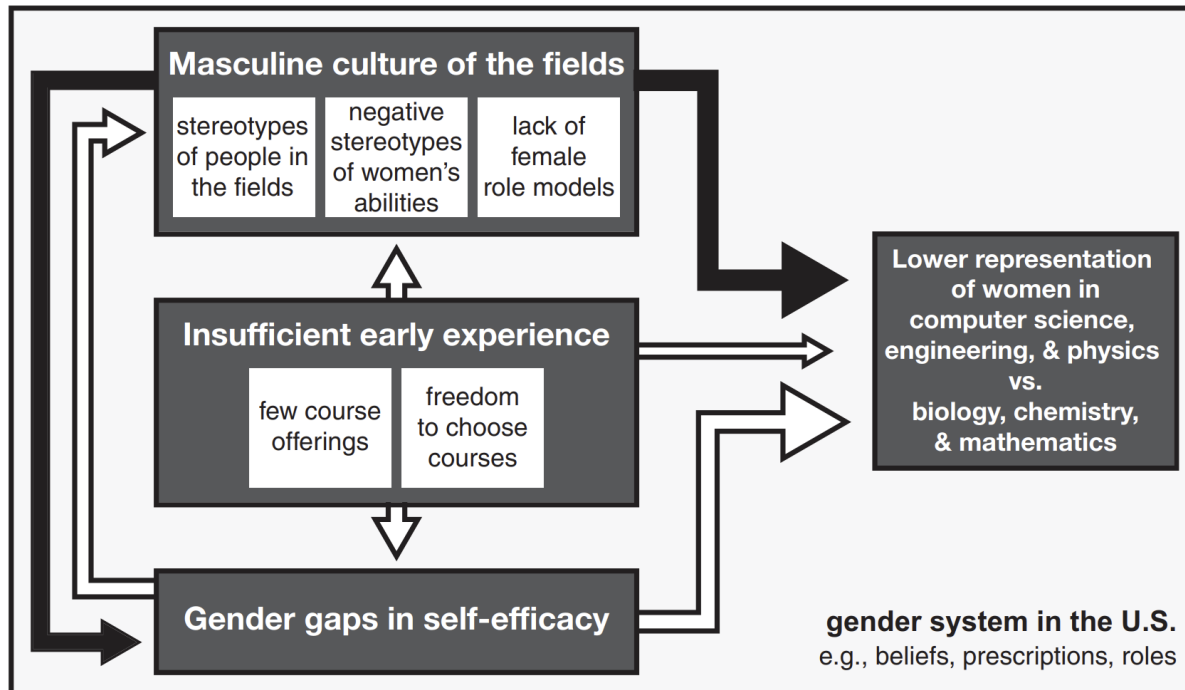 Masculine culture of the fields
stereotypes
of people in
the fields
negative
stereotypes
of women’s
abilities
lack of
female
role models
Insufficient early experience
few course
offerings
freedom
to choose
courses
Gender gaps in self-efficacy
Lower representation
of women in
computer science,
engineering, & physics
vs.
biology, chemistry,
& mathematics
gender system in the U.S.
e.g., beliefs, prescriptions, roles